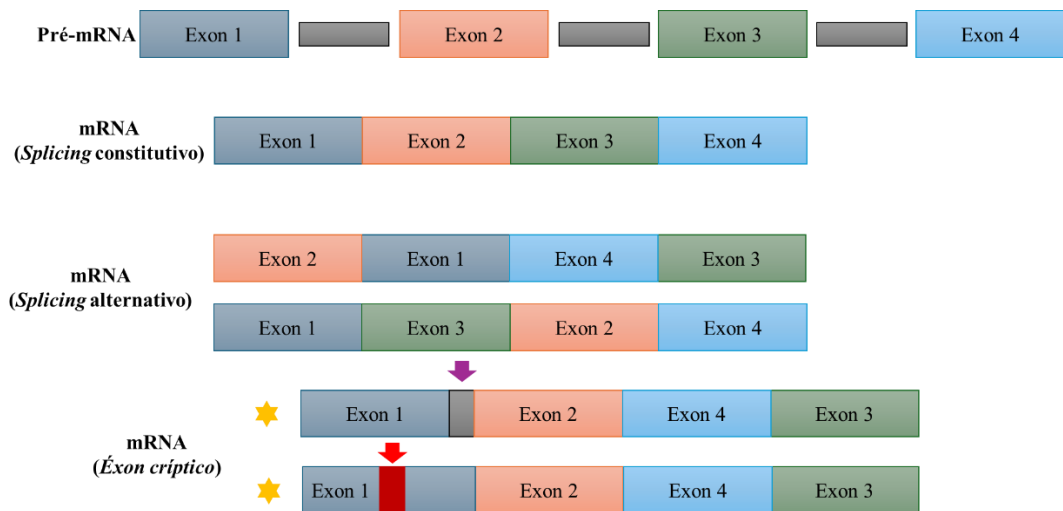 Pré-mRNA Exon 1 Exon 2 Exon 3 Exon 4
mRNA
(Splicing constitutivo)
Exon 1 Exon 2 Exon 3 Exon 4
mRNA
(Splicing alternativo)
Exon 2 Exon 1 Exon 4 Exon 3
Exon 1 Exon 3 Exon 2 Exon 4
mRNA
(Éxon críptico)
Exon 1 Exon 2 Exon 4 Exon 3
Exon 1 Exon 2 Exon 4 Exon 3